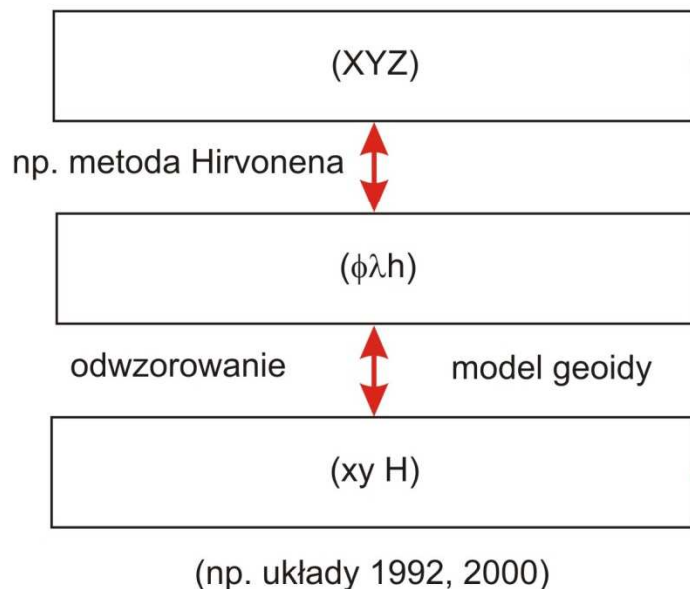 (XYZ)
np. metoda Hirvonena
(ϕλh)
odwzorowanie
model geoidy
(xy H)
(np. układy 1992, 2000)